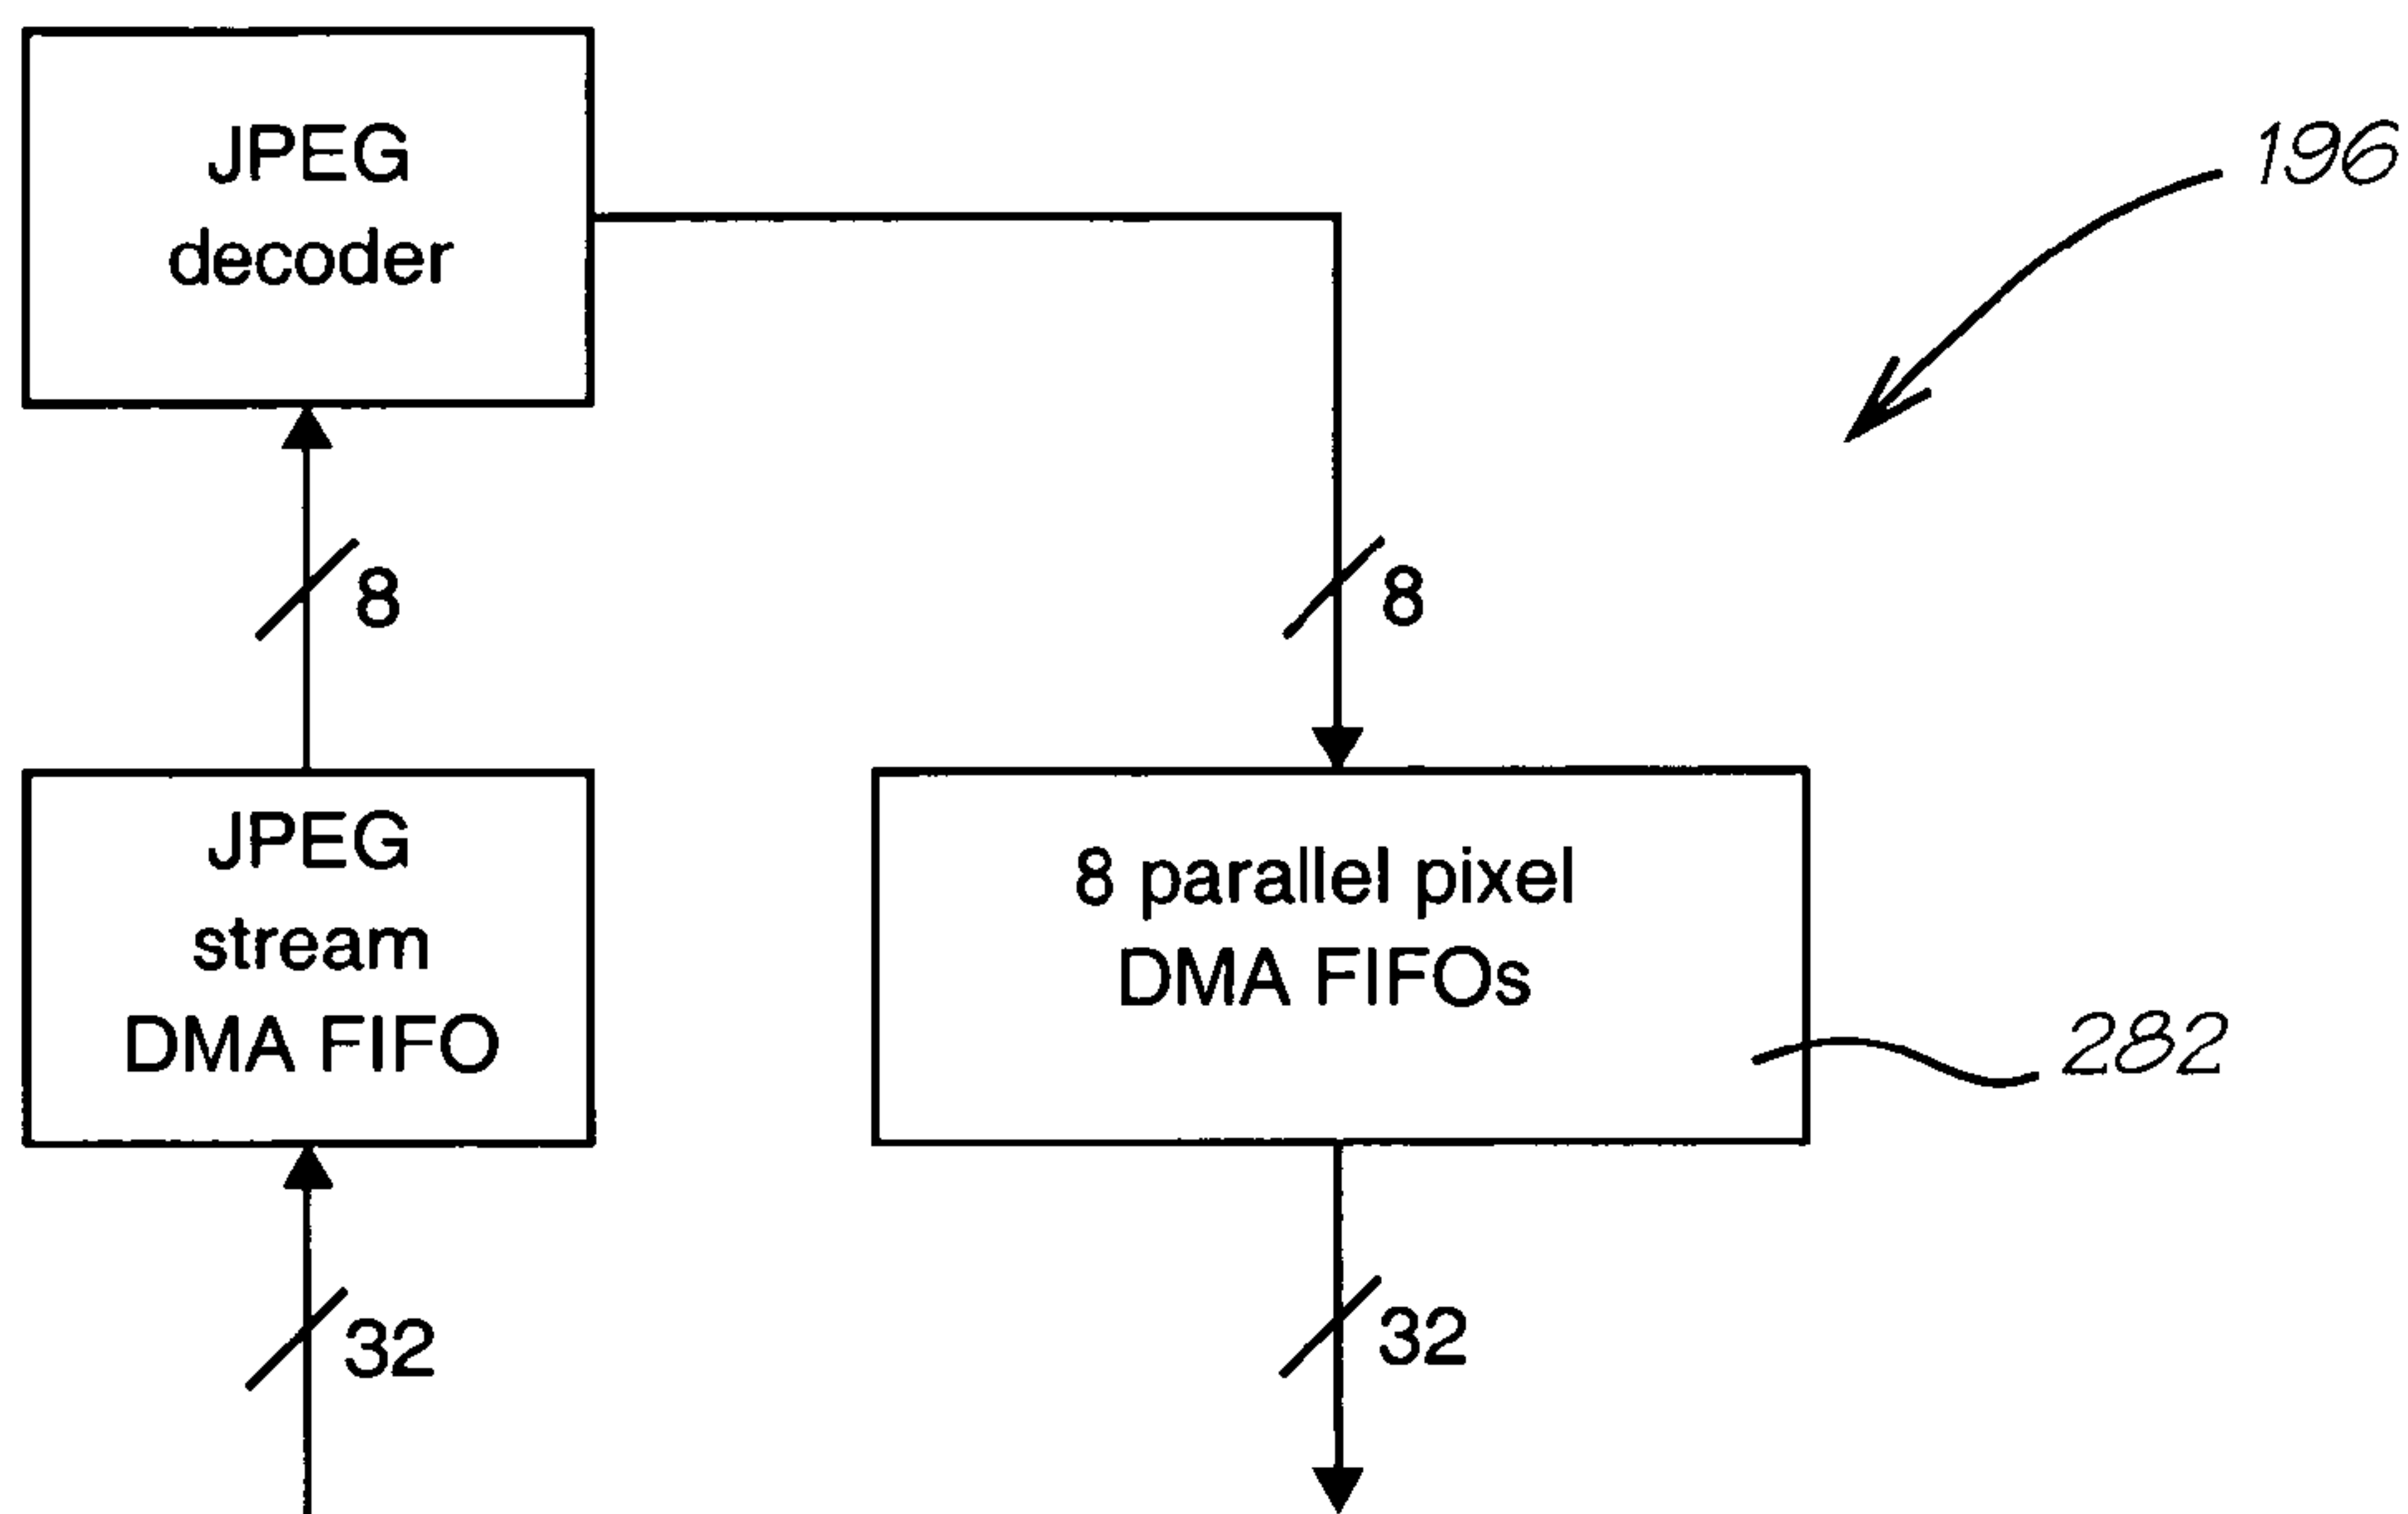 JPEG
decoder
196
8
8
JPEG
stream
DMA FIFO
8 parallel pixel
DMA FIFOs
282
32
32